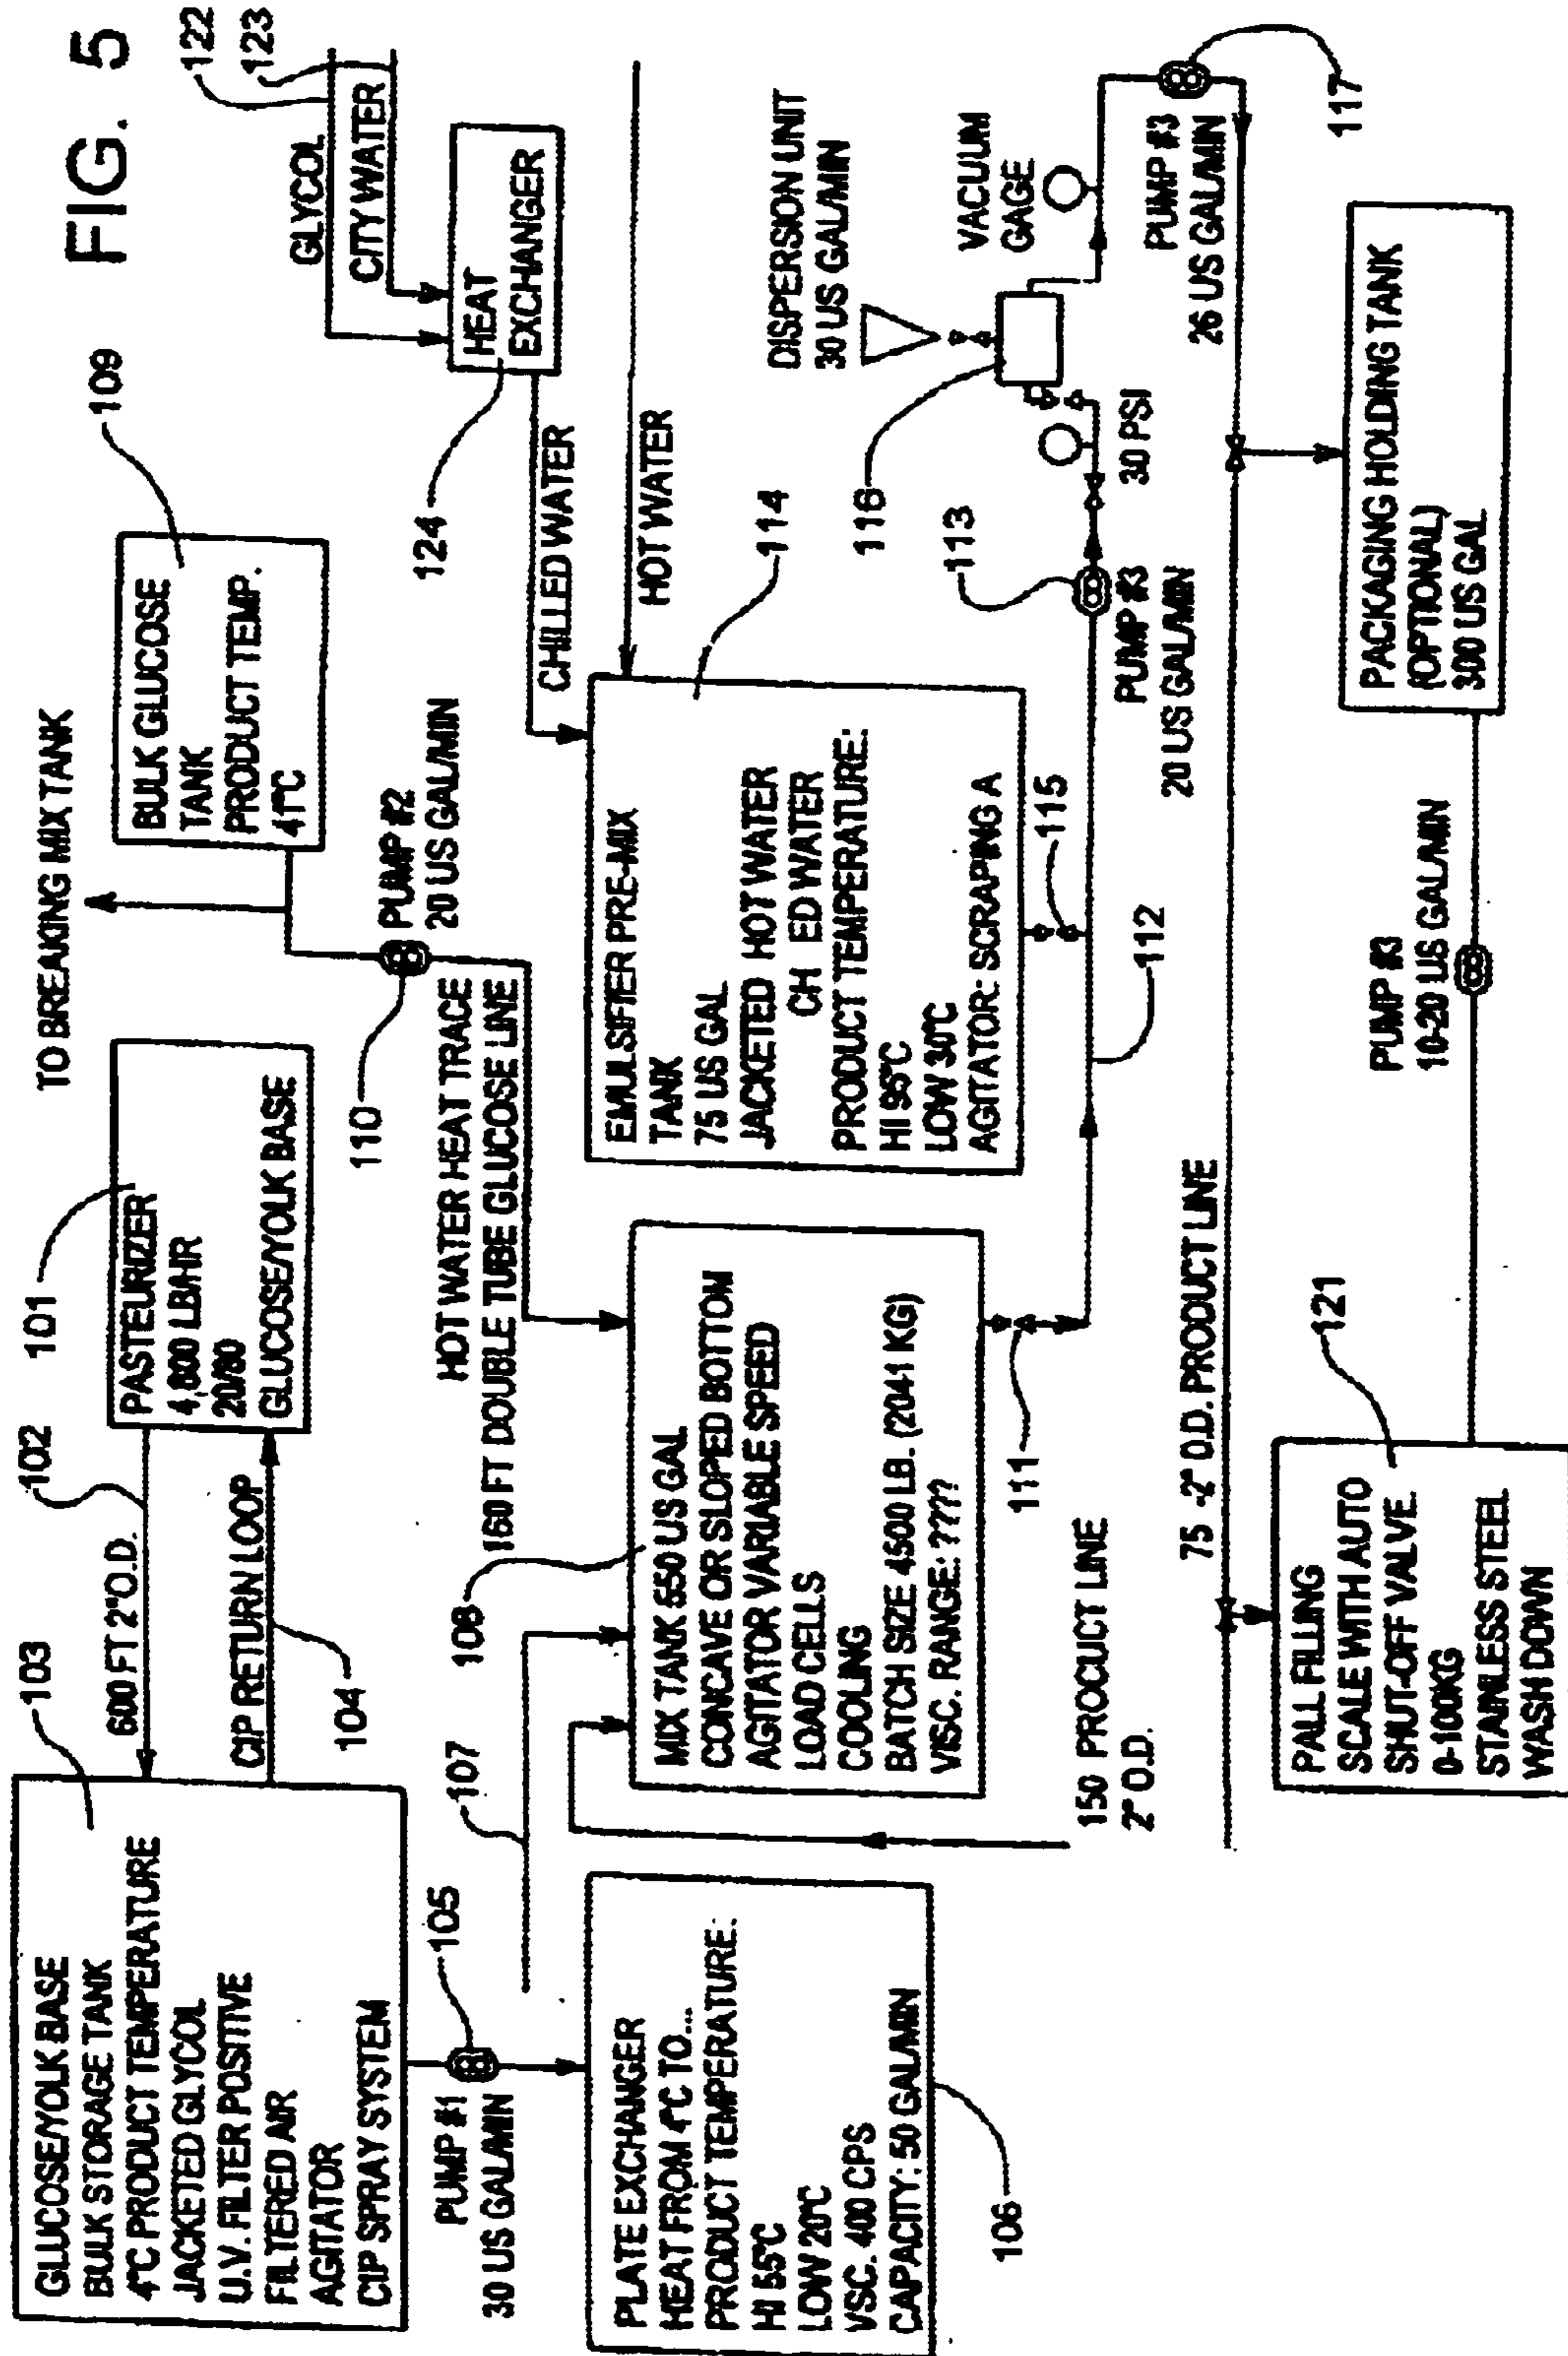 FIG. 5
GLUCOSE/YOLK BASE
BULK STORAGE TANK
4°C PRODUCT TEMPERATURE
JACKETED GLYCOL
U.V. FILTER POSITIVE
FILTERED AIR
AGITATOR
CIP SPRAY SYSTEM
103
600 FT 2"O.D.
102
CIP RETURN LOOP
104
101
PASTEURIZER
4,800 LB/HR
20/80
GLUCOSE/YOLK BASE
TO BREAKING MIX TANK
BULK GLUCOSE
TANK
PRODUCT TEMP.
41°C
109
GLYCOL
122
CITY WATER
123
HEAT
EXCHANGER
124
PUMP #1
30 US GAL/MIN
105
107
PUMP #2
20 US GAL/MIN
110
HOT WATER HEAT TRACE
160 FT DOUBLE TUBE GLUCOSE LINE
CHILLED WATER
HOT WATER
PLATE EXCHANGER
HEAT FROM 4°C TO...
PRODUCT TEMPERATURE:
HI 55°C
LOW 20°C
VSC. 400 CPS
CAPACITY: 50 GAL/MIN
106
108
MIX TANK 550 US GAL
CONCAVE OR SLOPED BOTTOM
AGITATOR VARIABLE SPEED
LOAD CELLS
COOLING
BATCH SIZE 4500 LB. (2041 KG)
VISC. RANGE: ????
111
EMULSIFIER PRE-MIX
TANK
75 US GAL
JACKETED HOT WATER
CH ED WATER
PRODUCT TEMPERATURE:
HI 95°C
LOW 30°C
AGITATOR: SCRAPING A
114
115
112
113
PUMP #3
20 US GAL/MIN
30 PSI
116
DISPERSION UNIT
30 US GAL/MIN
VACUUM
GAGE
PUMP #3
26 US GAL/MIN
117
150 PRODUCT LINE
2" O.D.
75 -2" O.D. PRODUCT LINE
PALL FILLING
SCALE WITH AUTO
SHUT-OFF VALVE
0-100KG
STAINLESS STEEL
WASH DOWN
121
PUMP #3
10-20 US GAL/MIN
PACKAGING HOLDING TANK
(OPTIONAL)
300 US GAL